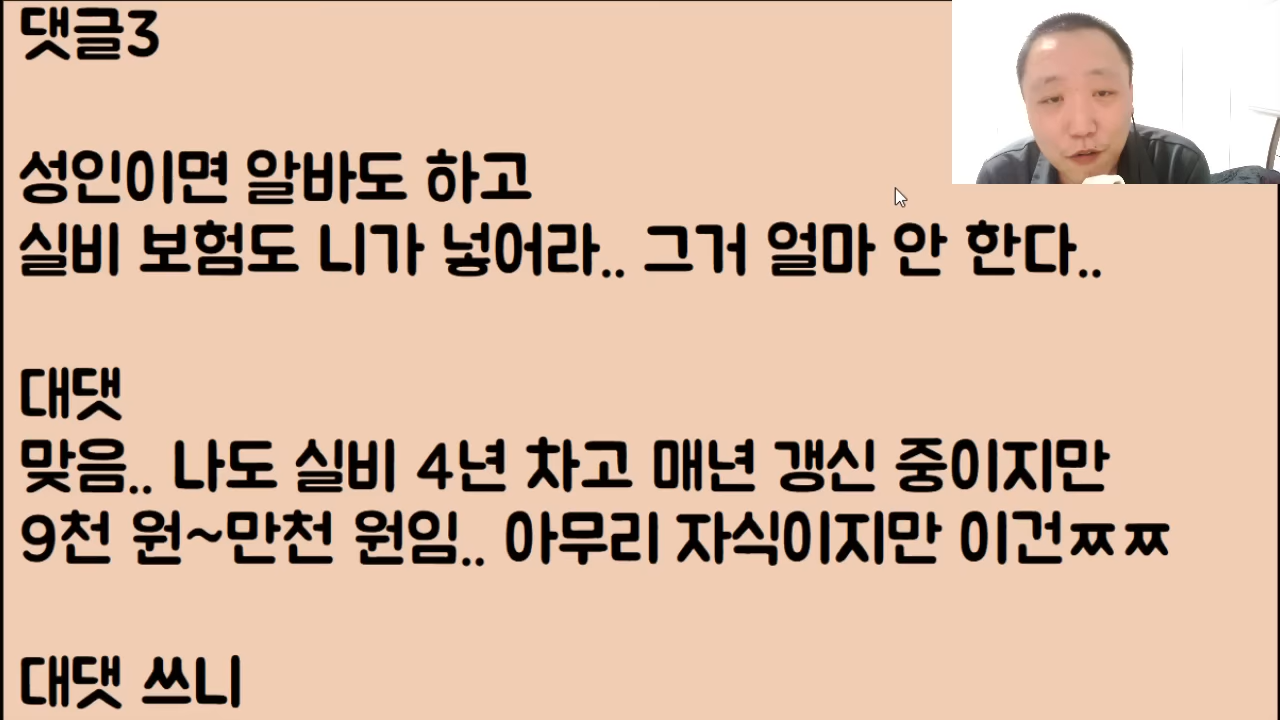 댓글3
성인이면 알바도 하고
실비 보험도 니가 넣어라.. 그거 얼마 안 한다..
대댓
맞음.. 나도 실비 4년 차고 매년 갱신 중이지만
9천 원~만천 원임.. 아무리 자식이지만 이건ㅉㅉ
대댓 쓰니